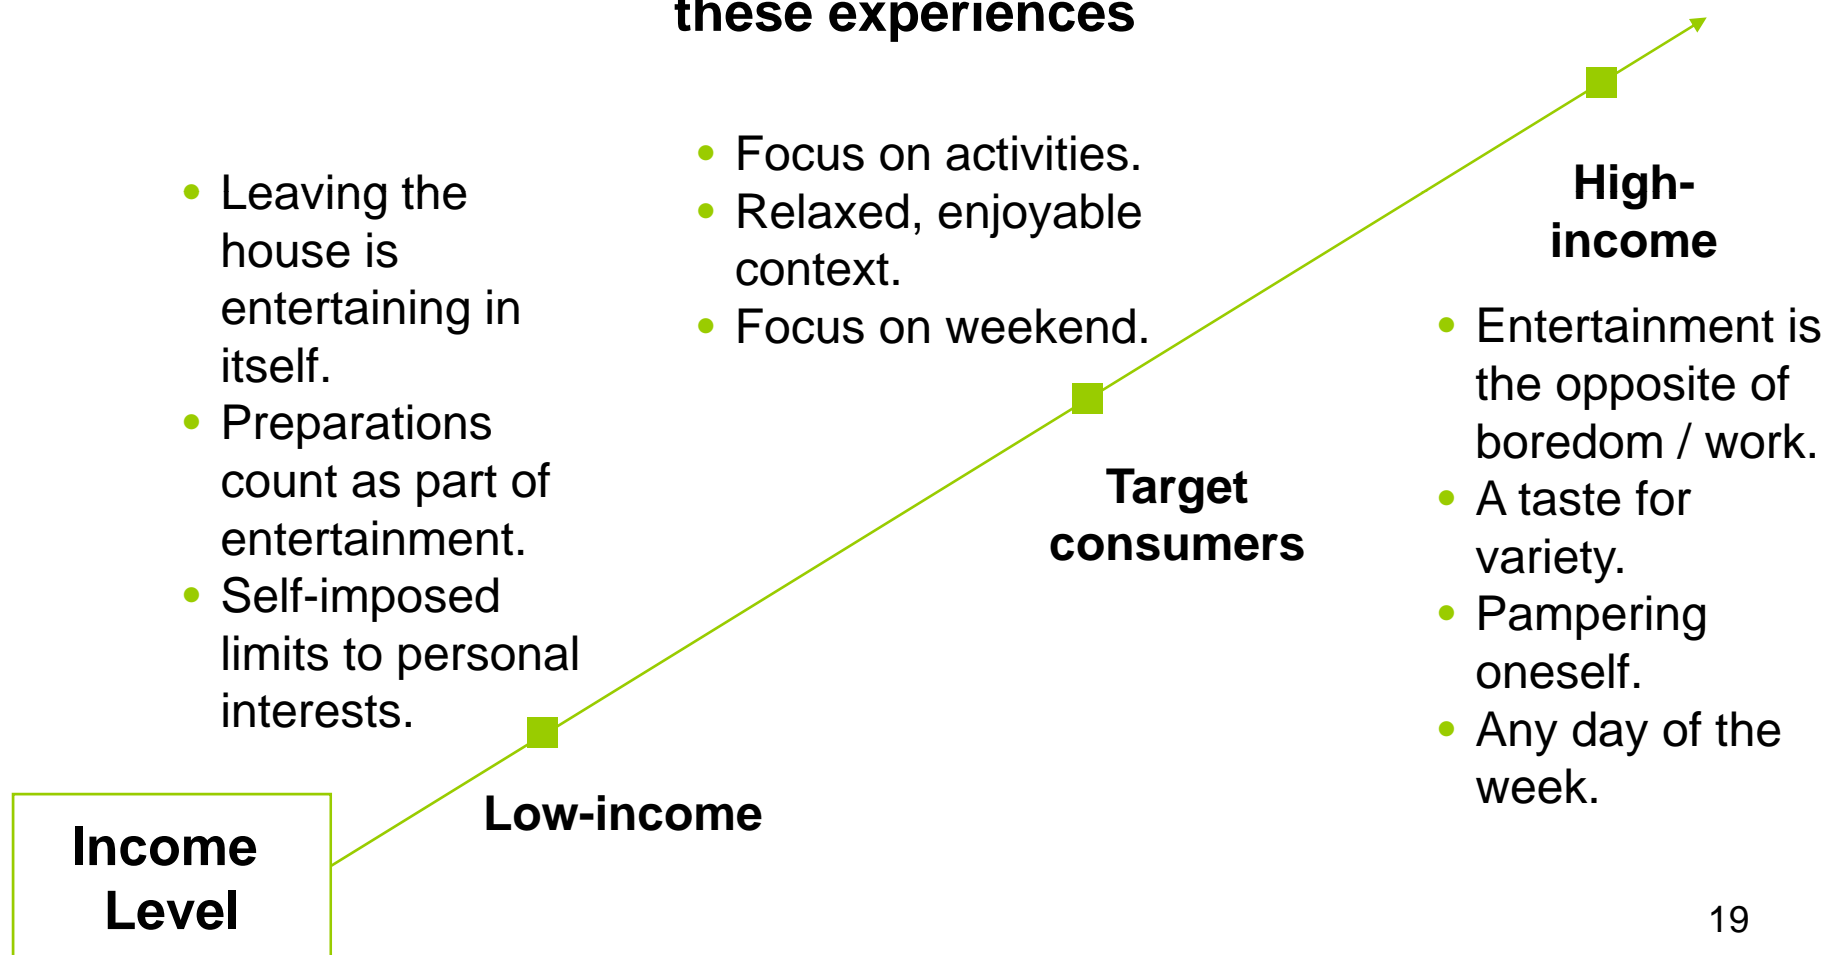 these experiences
• Leaving the
house is
entertaining in
itself.
• Preparations
count as part of
entertainment.
• Self-imposed
limits to personal
interests.
Low-income
• Focus on activities.
• Relaxed, enjoyable
context.
• Focus on weekend.
Target
consumers
High-
income
• Entertainment is
the opposite of
boredom / work.
• A taste for
variety.
• Pampering
oneself.
• Any day of the
week.
Income
Level
19